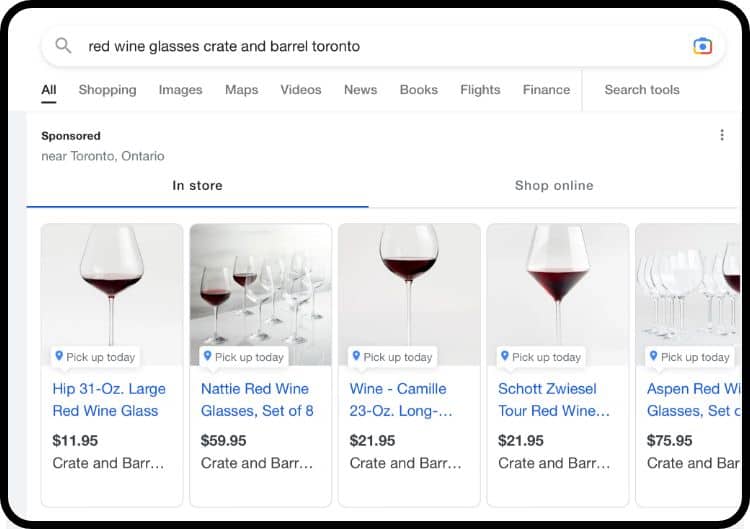 red wine glasses crate and barrel toronto
All Shopping Images Maps Videos News Books Flights Finance Search tools
Sponsored
near Toronto, Ontario
In store Shop online
Pick up today Pick up today Pick up today Pick up today Pick up today
Hip 31-Oz. Large
Red Wine Glass
$11.95
Crate and Barr...
Nattie Red Wine
Glasses, Set of 8
$59.95
Crate and Barr...
Wine - Camille
23-Oz. Long-...
$21.95
Crate and Barr...
Schott Zwiesel
Tour Red Wine...
$21.95
Crate and Barr...
Aspen Red Wi
Glasses, Set
$75.95
Crate and Bar